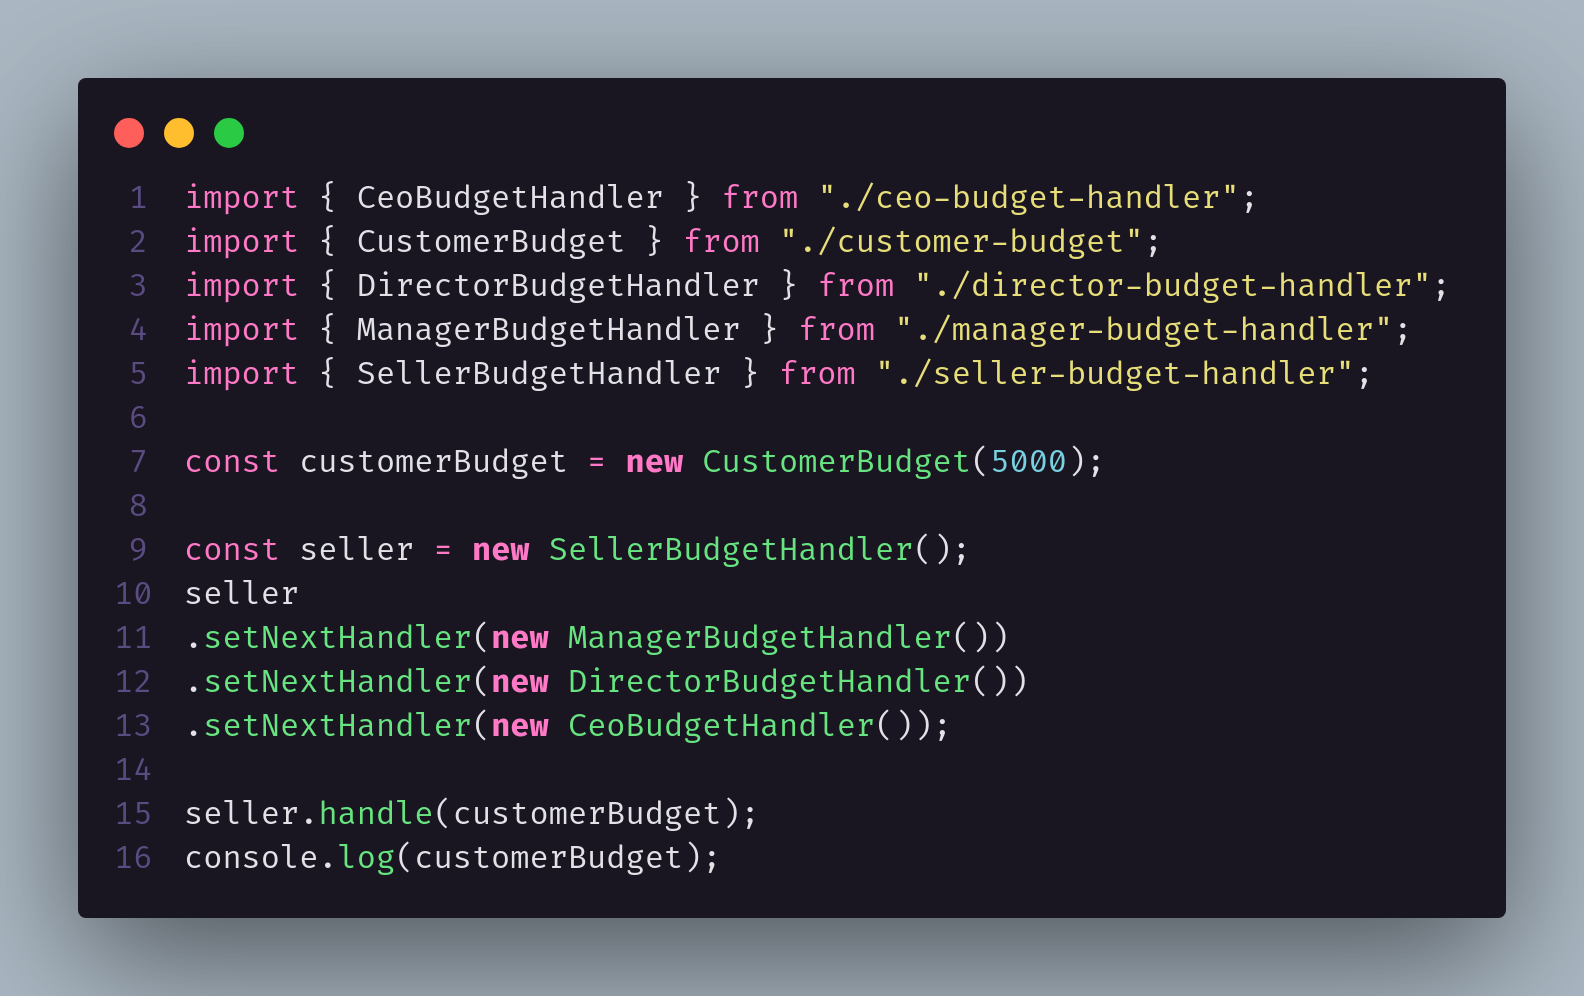 1 import { CeoBudgetHandler } from "./ceo-budget-handler";
2 import { CustomerBudget } from "./customer-budget";
3 import { DirectorBudgetHandler } from "./director-budget-handler";
4 import { ManagerBudgetHandler } from "./manager-budget-handler";
5 import { SellerBudgetHandler } from "./seller-budget-handler";
6
7 const customerBudget = new CustomerBudget(5000);
8
9 const seller = new SellerBudgetHandler();
10 seller
11 .setNextHandler(new ManagerBudgetHandler())
12 .setNextHandler(new DirectorBudgetHandler())
13 .setNextHandler(new CeoBudgetHandler());
14
15 seller.handle(customerBudget);
16 console.log(customerBudget);